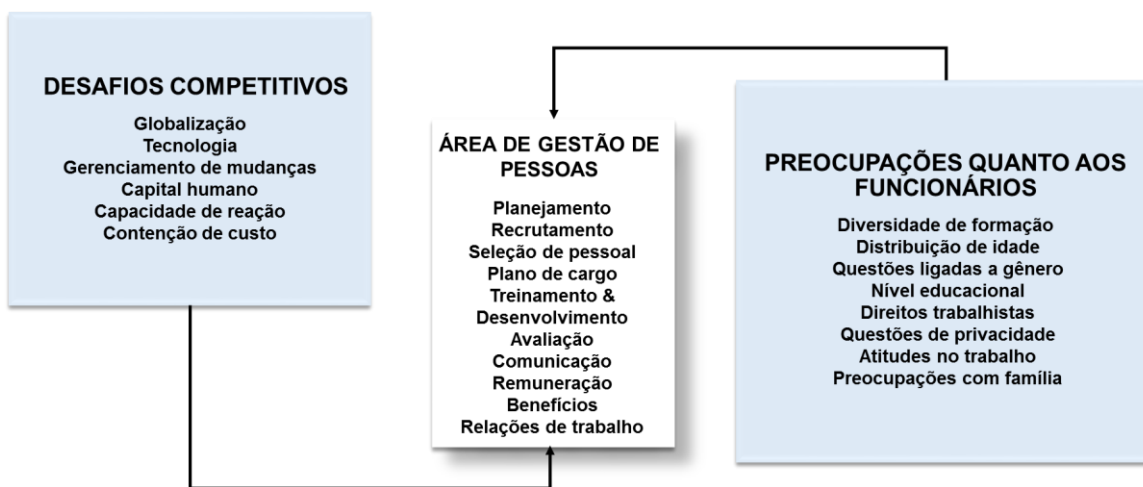 DESAFIOS COMPETITIVOS
Globalização
Tecnologia
Gerenciamento de mudanças
Capital humano
Capacidade de reação
Contenção de custo
ÁREA DE GESTÃO DE
PESSOAS
Planejamento
Recrutamento
Seleção de pessoal
Plano de cargo
Treinamento &
Desenvolvimento
Avaliação
Comunicação
Remuneração
Benefícios
Relações de trabalho
PREOCUPAÇÕES QUANTO AOS
FUNCIONÁRIOS
Diversidade de formação
Distribuição de idade
Questões ligadas a gênero
Nível educacional
Direitos trabalhistas
Questões de privacidade
Atitudes no trabalho
Preocupações com família